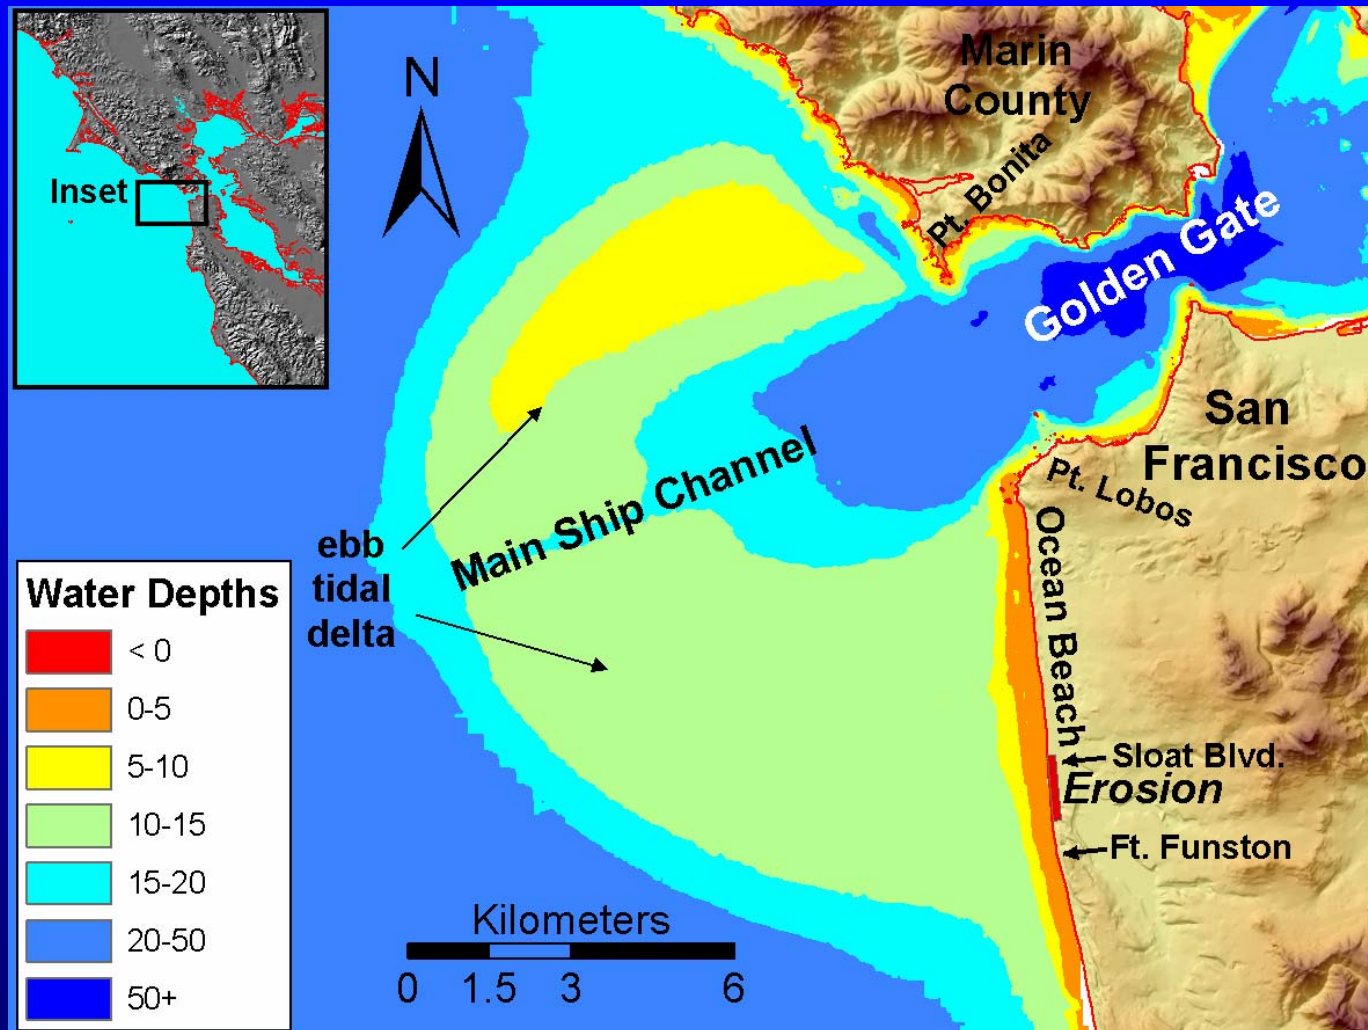 Inset
N
Marin
County
Pt. Bonita
Golden Gate
San
Francisco
Pt. Lobos
Main Ship Channel
ebb
tidal
delta
Ocean Beach
Sloat Blvd.
Erosion
Ft. Funston
Water Depths
< 0
0-5
5-10
10-15
15-20
20-50
50+
Kilometers
0 1.5 3 6